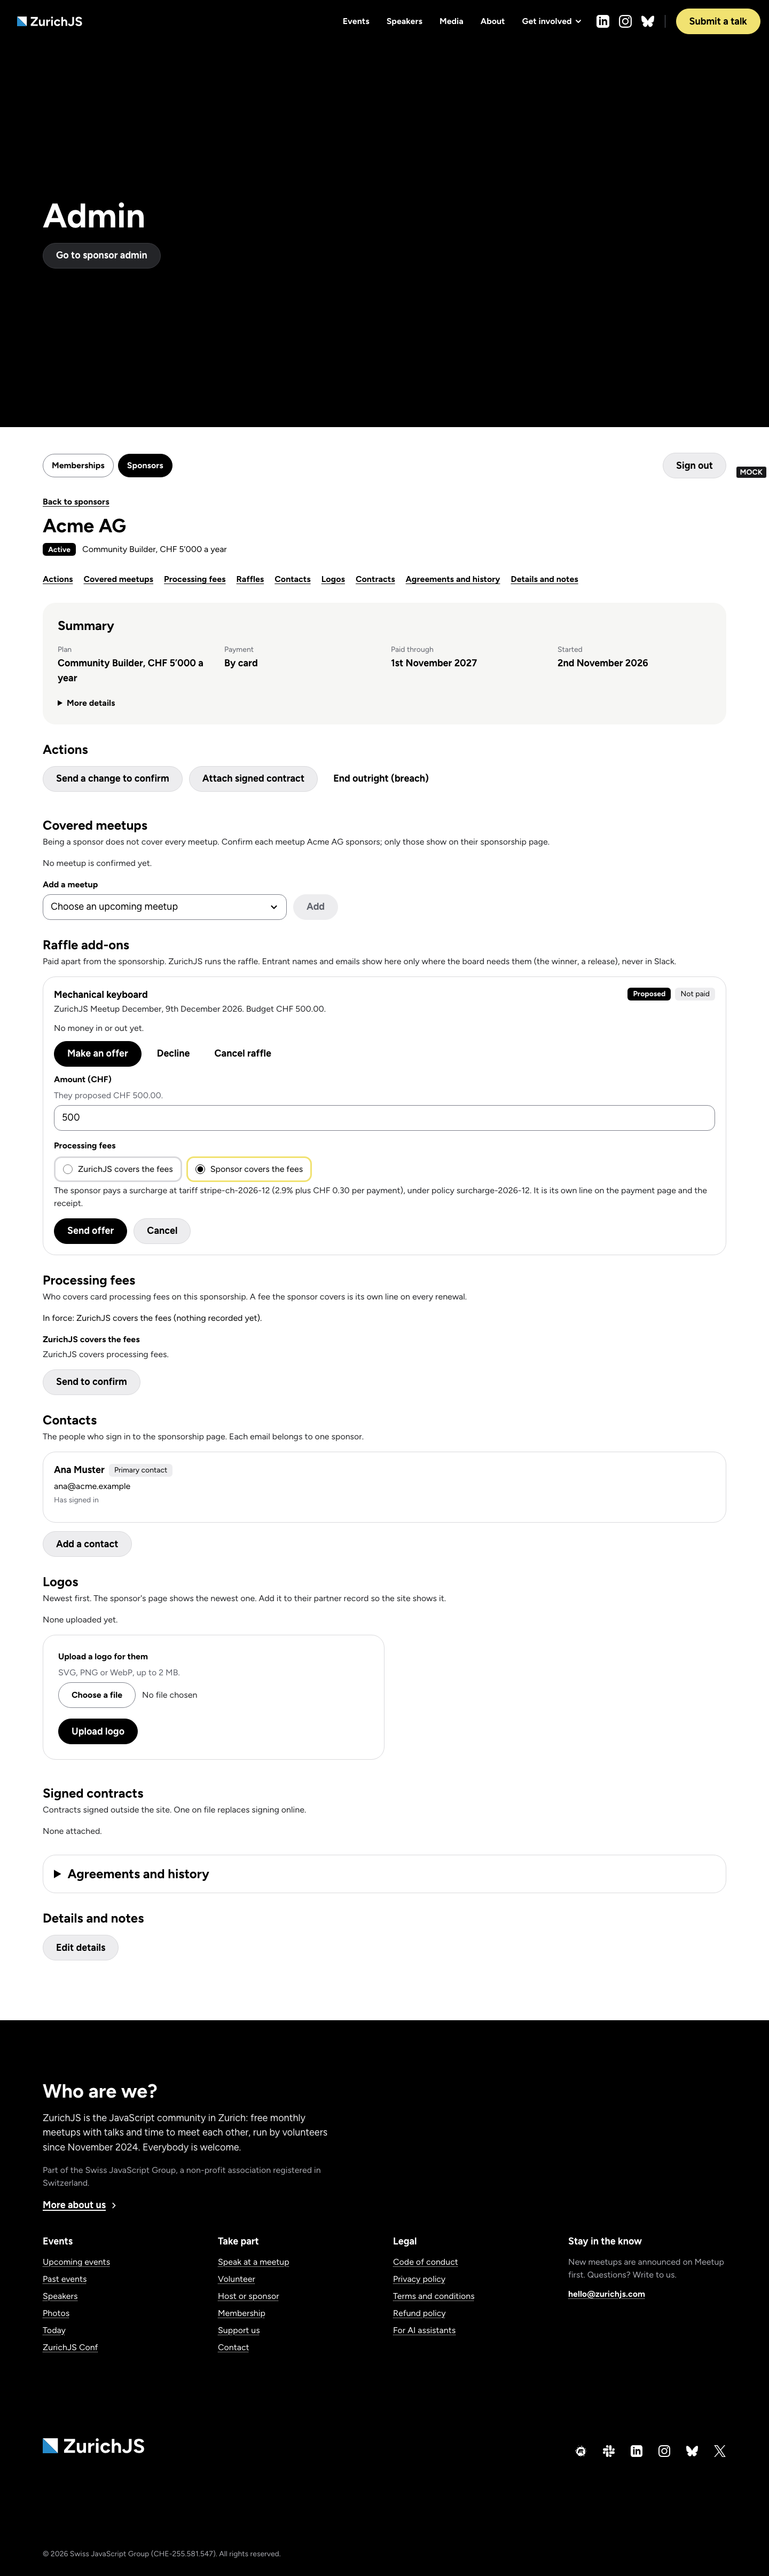 ZurichJS
Events
Speakers
Media
About
Get involved
Submit a talk
Admin
Go to sponsor admin
Memberships
Sponsors
Sign out
MOCK
Back to sponsors
Acme AG
Active
Community Builder, CHF 5'000 a year
Actions
Covered meetups
Processing fees
Raffles
Contacts
Logos
Contracts
Agreements and history
Details and notes
Summary
Plan
Community Builder, CHF 5’000 a
year
Payment
By card
Paid through
1st November 2027
Started
2nd November 2026
More details
Actions
Send a change to confirm
Attach signed contract
End outright (breach)
Covered meetups
Being a sponsor does not cover every meetup. Confirm each meetup Acme AG sponsors; only those show on their sponsorship page.
No meetup is confirmed yet.
Add a meetup
Choose an upcoming meetup
Add
Raffle add-ons
Paid apart from the sponsorship. ZurichJS runs the raffle. Entrant names and emails show here only where the board needs them (the winner, a release), never in Slack.
Mechanical keyboard
Proposed
Not paid
ZurichJS Meetup December, 9th December 2026. Budget CHF 500.00.
No money in or out yet.
Make an offer
Decline
Cancel raffle
Amount (CHF)
They proposed CHF 500.00.
500
Processing fees
ZurichJS covers the fees
Sponsor covers the fees
The sponsor pays a surcharge at tariff stripe-ch-2026-12 (2.9% plus CHF 0.30 per payment), under policy surcharge-2026-12. It is its own line on the payment page and the
receipt.
Send offer
Cancel
Processing fees
Who covers card processing fees on this sponsorship. A fee the sponsor covers is its own line on every renewal.
In force: ZurichJS covers the fees (nothing recorded yet).
ZurichJS covers the fees
ZurichJS covers processing fees.
Send to confirm
Contacts
The people who sign in to the sponsorship page. Each email belongs to one sponsor.
Ana Muster
Primary contact
ana@acme.example
Has signed in
Add a contact
Logos
Newest first. The sponsor's page shows the newest one. Add it to their partner record so the site shows it.
None uploaded yet.
Upload a logo for them
SVG, PNG or WebP, up to 2 MB.
Choose a file
No file chosen
Upload logo
Signed contracts
Contracts signed outside the site. One on file replaces signing online.
None attached.
Agreements and history
Details and notes
Edit details
Who are we?
ZurichJS is the JavaScript community in Zurich: free monthly
meetups with talks and time to meet each other, run by volunteers
since November 2024. Everybody is welcome.
Part of the Swiss JavaScript Group, a non-profit association registered in
Switzerland.
More about us
Events
Upcoming events
Past events
Speakers
Photos
Today
ZurichJS Conf
Take part
Speak at a meetup
Volunteer
Host or sponsor
Membership
Support us
Contact
Legal
Code of conduct
Privacy policy
Terms and conditions
Refund policy
For AI assistants
Stay in the know
New meetups are announced on Meetup
first. Questions? Write to us.
hello@zurichjs.com
ZurichJS
© 2026 Swiss JavaScript Group (CHE-255.581.547). All rights reserved.